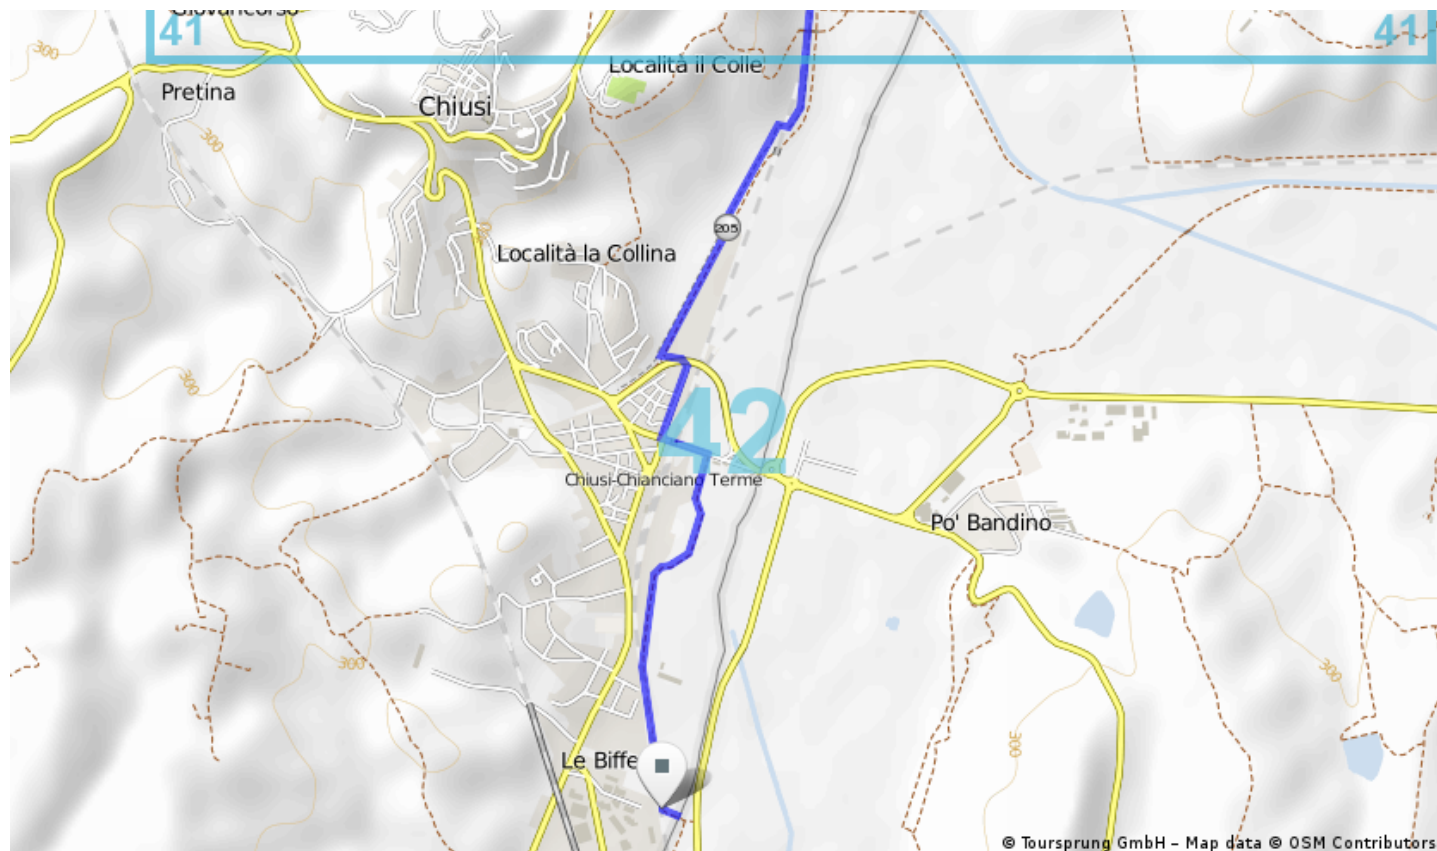 Giovancorso
41
41
300
Località il Colle
Pretina
Chiusi
300
205
Località la Collina
300
42
Chiusi-Chianciano Terme
Po' Bandino
300
300
300
Le Biffe
© Toursprung GmbH – Map data © OSM Contributors